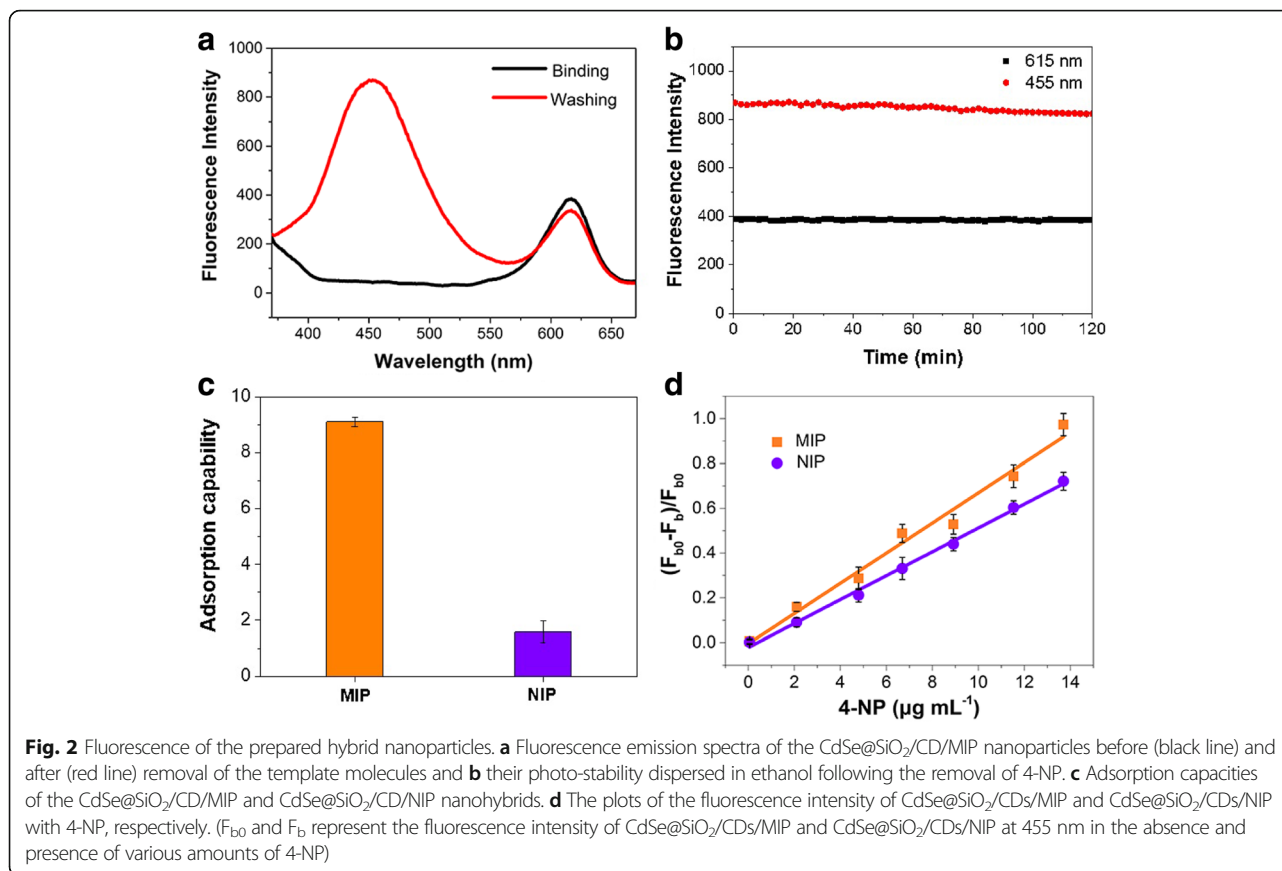 a
1000
800
600
400
200
0
Fluorescence Intensity
Binding
Washing
400 450 500 550 600 650
Wavelength (nm)
b
1000
800
600
400
200
0
Fluorescence Intensity
615 nm
455 nm
0 20 40 60 80 100 120
Time (min)
c
10
8
6
4
2
0
Adsorption capability
MIP NIP
d
1.0
0.8
0.6
0.4
0.2
0.0
(Fb0-Fb)/Fb0
MIP
NIP
0 2 4 6 8 10 12 14
4-NP (μg mL⁻¹)
Fig. 2 Fluorescence of the prepared hybrid nanoparticles. a Fluorescence emission spectra of the CdSe@SiO₂/CD/MIP nanoparticles before (black line) and
after (red line) removal of the template molecules and b their photo-stability dispersed in ethanol following the removal of 4-NP. c Adsorption capacities
of the CdSe@SiO₂/CD/MIP and CdSe@SiO₂/CD/NIP nanohybrids. d The plots of the fluorescence intensity of CdSe@SiO₂/CDs/MIP and CdSe@SiO₂/CDs/NIP
with 4-NP, respectively. (Fb0 and Fb represent the fluorescence intensity of CdSe@SiO₂/CDs/MIP and CdSe@SiO₂/CDs/NIP at 455 nm in the absence and
presence of various amounts of 4-NP)